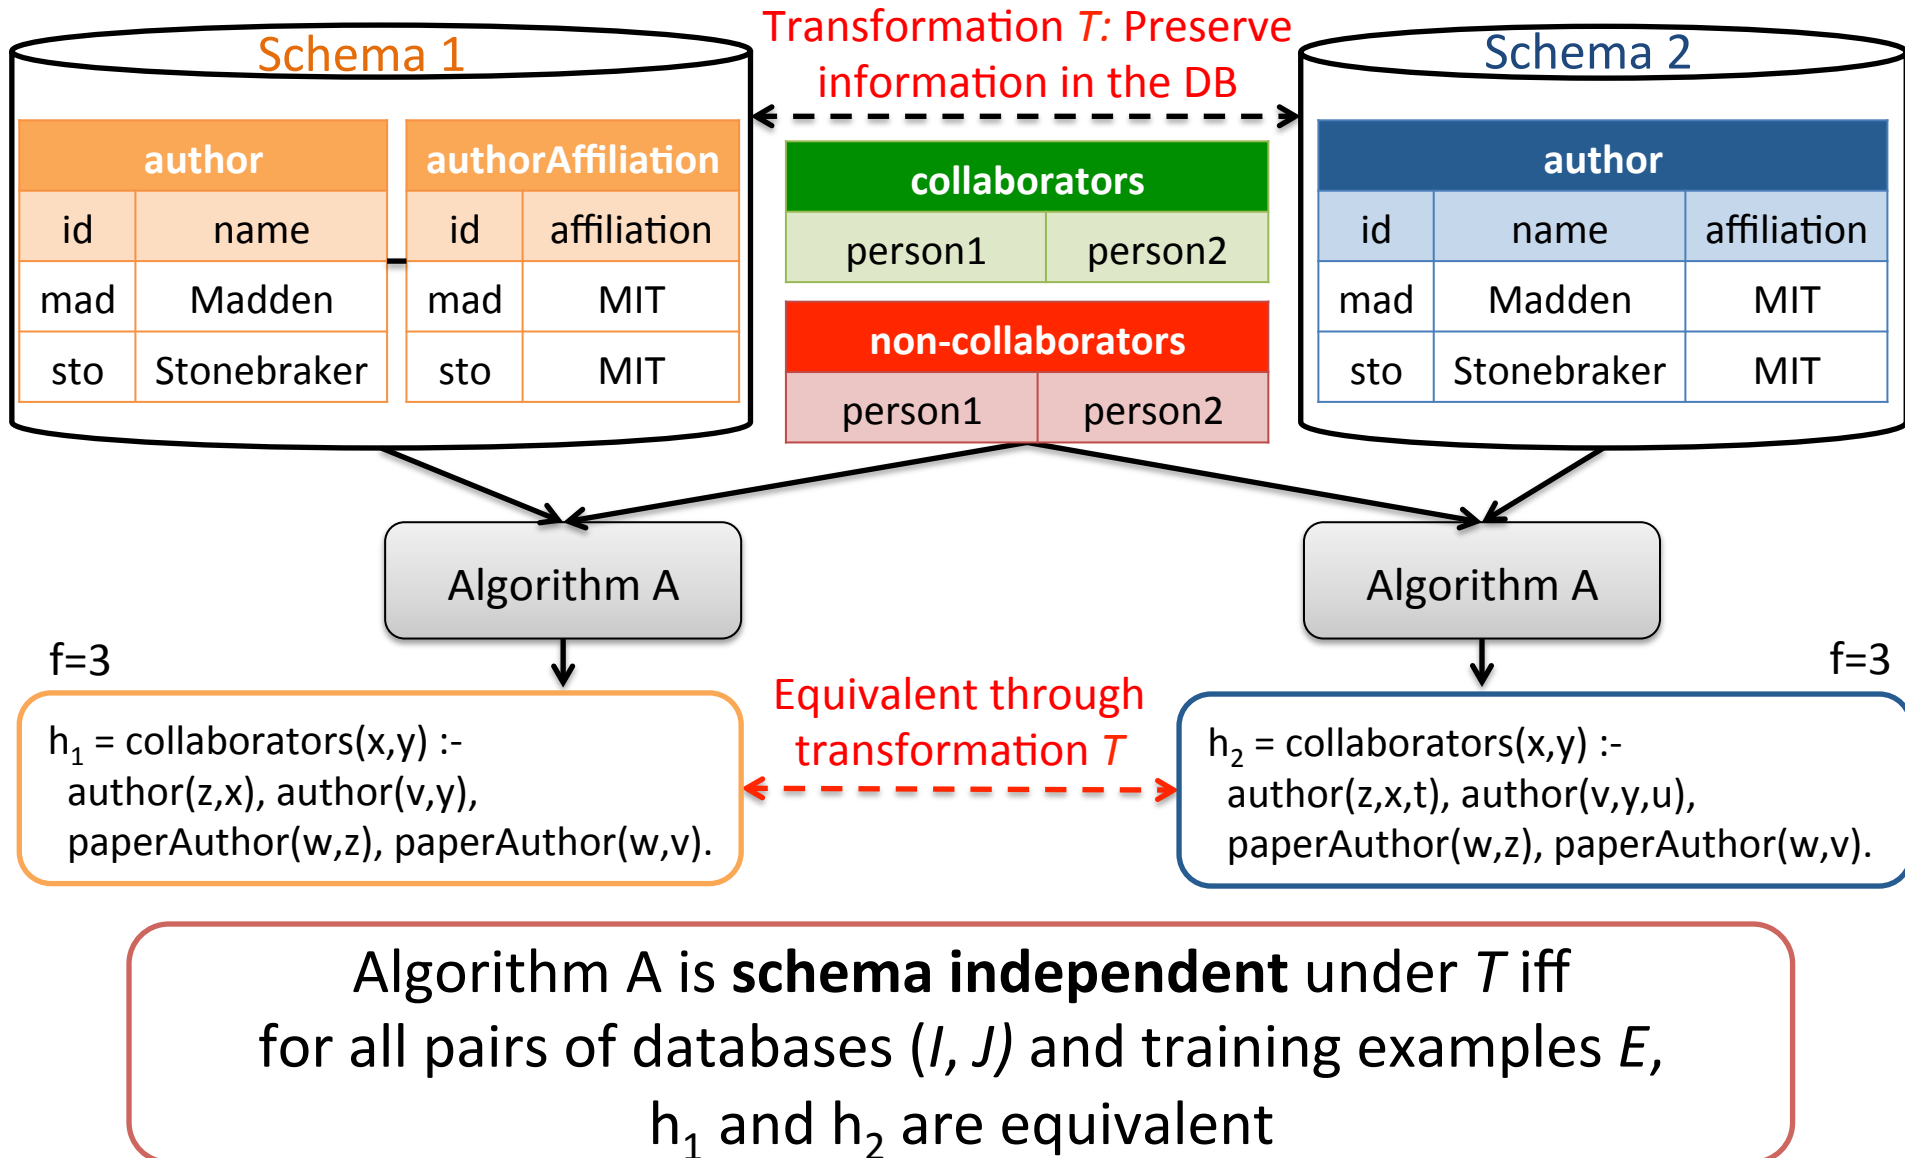 Schema 1
author
id name
mad Madden
sto Stonebraker
authorAffiliation
id affiliation
mad MIT
sto MIT
Transformation T: Preserve
information in the DB
collaborators
person1 person2
non-collaborators
person1 person2
Schema 2
author
id name affiliation
mad Madden MIT
sto Stonebraker MIT
Algorithm A
Algorithm A
f=3
h₁ = collaborators(x,y) :-
author(z,x), author(v,y),
paperAuthor(w,z), paperAuthor(w,v).
Equivalent through
transformation T
f=3
h₂ = collaborators(x,y) :-
author(z,x,t), author(v,y,u),
paperAuthor(w,z), paperAuthor(w,v).
Algorithm A is schema independent under T iff
for all pairs of databases (I, J) and training examples E,
h₁ and h₂ are equivalent